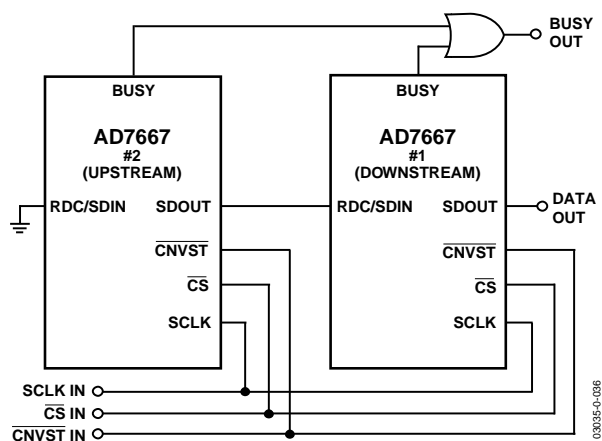 BUSY
OUT
BUSY
AD7667
#2
(UPSTREAM)
RDC/SDIN
SDOUT
CNVST
CS
SCLK
BUSY
AD7667
#1
(DOWNSTREAM)
RDC/SDIN
SDOUT
CNVST
CS
SCLK
DATA
OUT
SCLK IN
CS IN
CNVST IN
03035-0-036